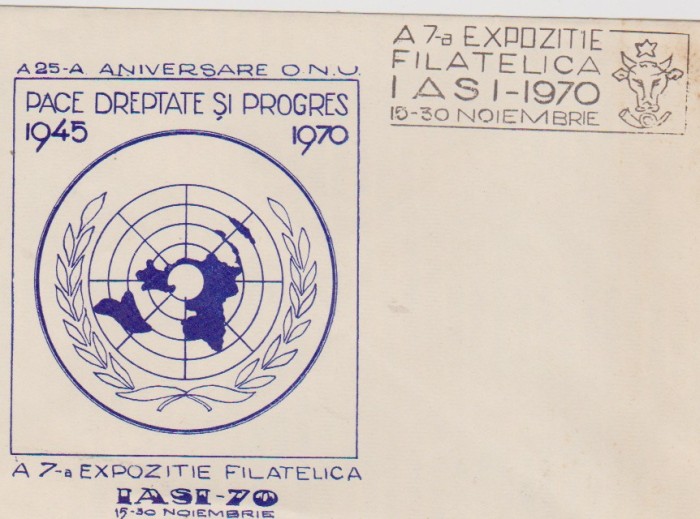 A 25-A ANIVERSARE O.N.U.
PACE DREPTATE ȘI PROGRES
1945 1970
A 7-a EXPOZITIE FILATELICA
IASI-70
15-30 NOIEMBRIE
A 7-a EXPOZITIE
FILATELICA
IASI-1970
15-30 NOIEMBRIE